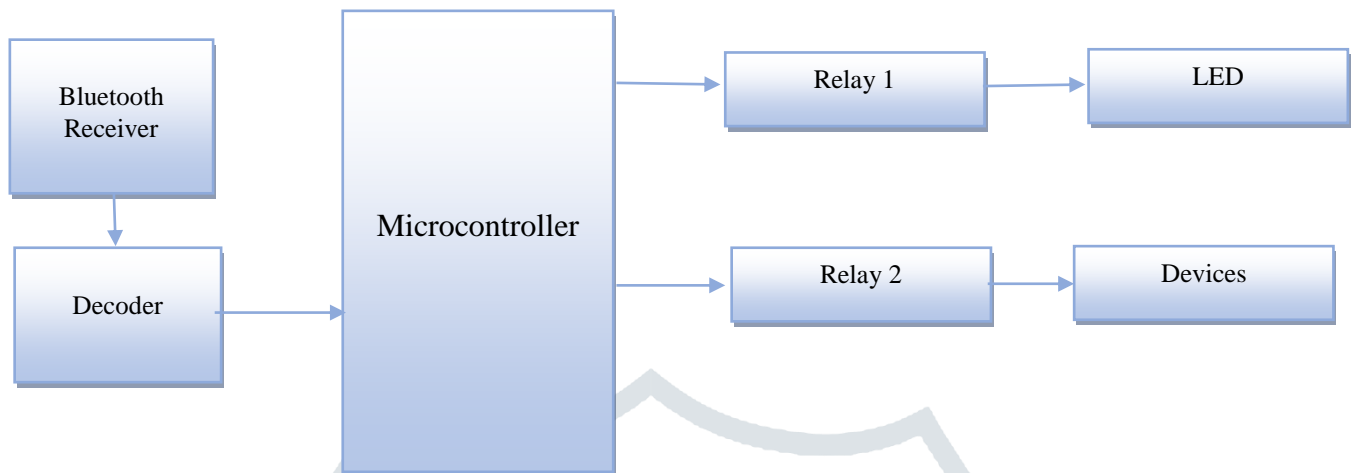 Bluetooth
Receiver
Decoder
Microcontroller
Relay 1
LED
Relay 2
Devices